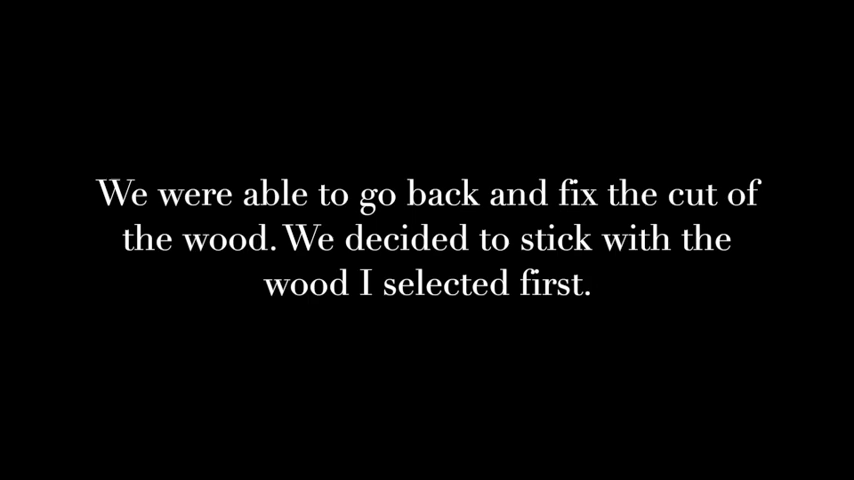 We were able to go back and fix the cut of
the wood. We decided to stick with the
wood I selected first.